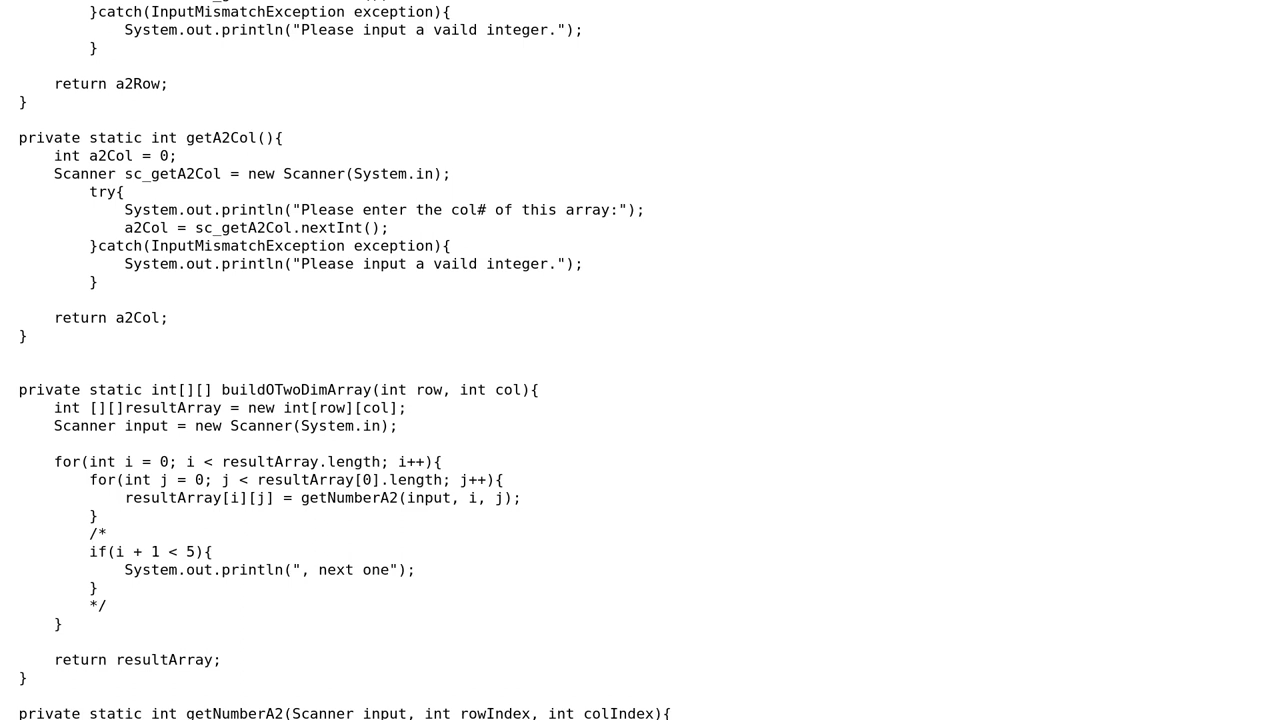 }catch(InputMismatchException exception){
            System.out.println("Please input a vaild integer.");
        }

    return a2Row;
}

private static int getA2Col(){
    int a2Col = 0;
    Scanner sc_getA2Col = new Scanner(System.in);
        try{
            System.out.println("Please enter the col# of this array:");
            a2Col = sc_getA2Col.nextInt();
        }catch(InputMismatchException exception){
            System.out.println("Please input a vaild integer.");
        }

    return a2Col;
}


private static int[][] buildOTwoDimArray(int row, int col){
    int [][]resultArray = new int[row][col];
    Scanner input = new Scanner(System.in);

    for(int i = 0; i < resultArray.length; i++){
        for(int j = 0; j < resultArray[0].length; j++){
            resultArray[i][j] = getNumberA2(input, i, j);
        }
        /*
        if(i + 1 < 5){
            System.out.println(", next one");
        }
        */
    }

    return resultArray;
}

private static int getNumberA2(Scanner input, int rowIndex, int colIndex){